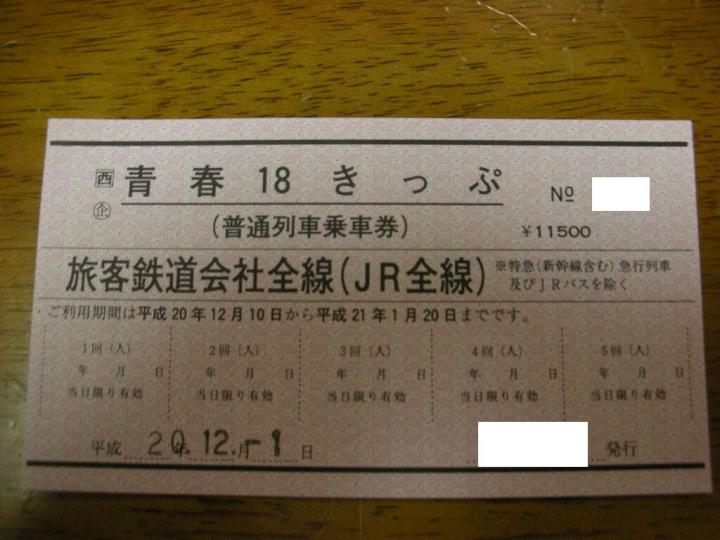 西 青春18きっぷ
企 (普通列車乗車券) № ¥11500
旅客鉄道会社全線(JR全線) ※特急(新幹線含む)急行列車
及びJRバスを除く
ご利用期間は平成20年12月10日から平成21年1月20日までです。
1回(人) 2回(人) 3回(人) 4回(人) 5回(人)
年 月 日 年 月 日 年 月 日 年 月 日 年 月 日
当日限り有効 当日限り有効 当日限り有効 当日限り有効 当日限り有効
平成 20年12.月-1日 発行